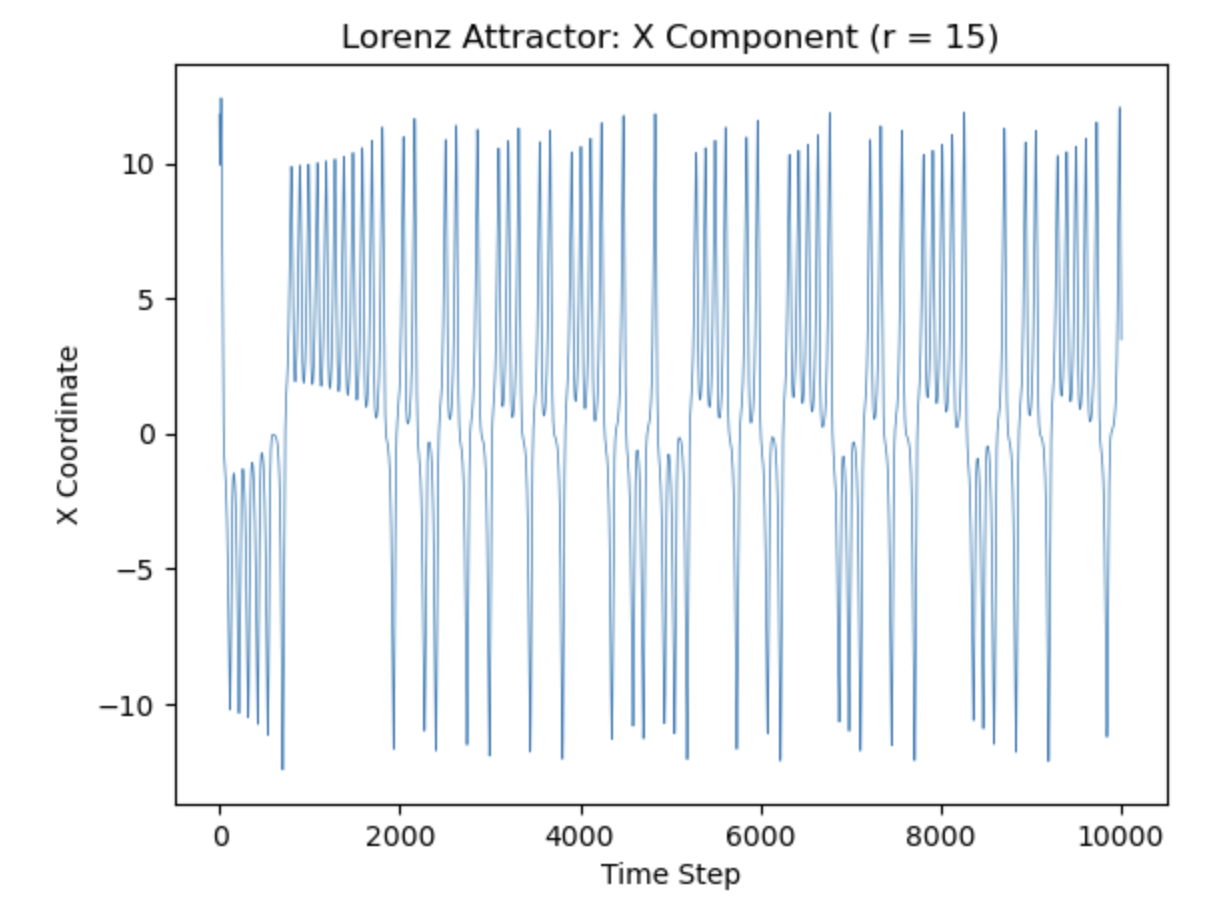 Lorenz Attractor: X Component (r = 15)
10
5
0
−5
−10
X Coordinate
0 2000 4000 6000 8000 10000
Time Step